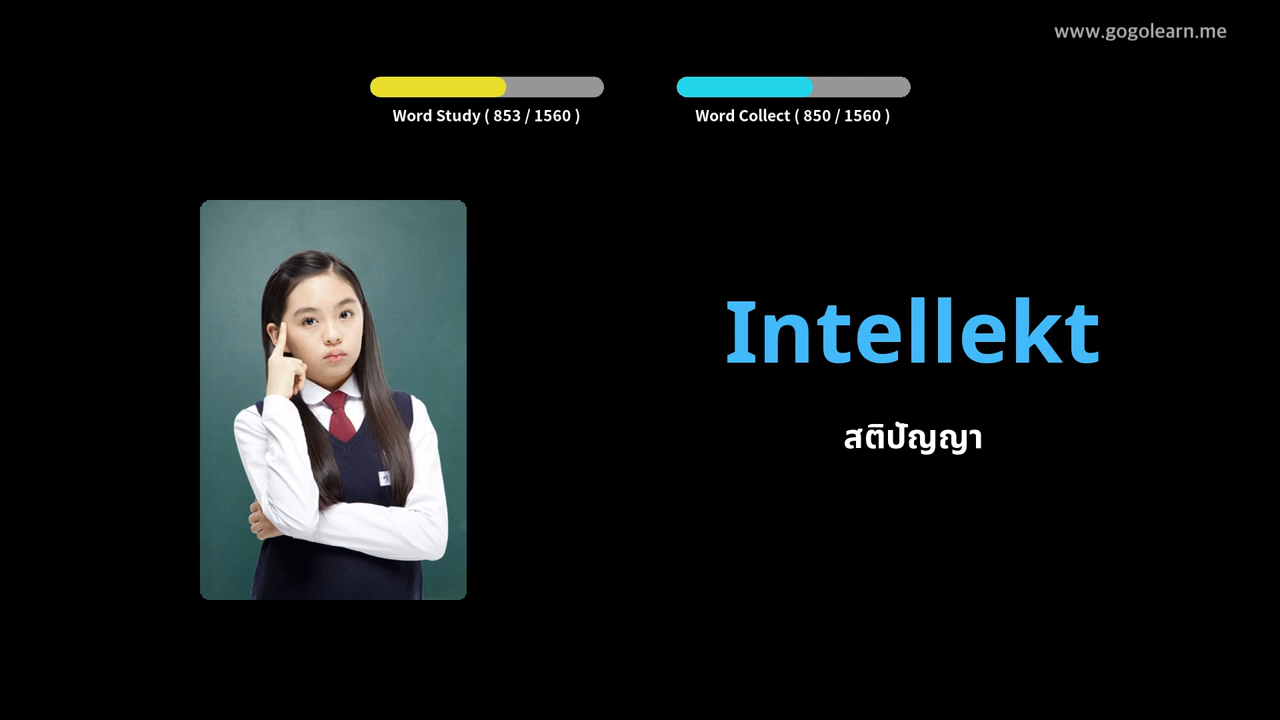 www.gogolearn.me
Word Study ( 853 / 1560 )
Word Collect ( 850 / 1560 )
Intellekt
สติปัญญา